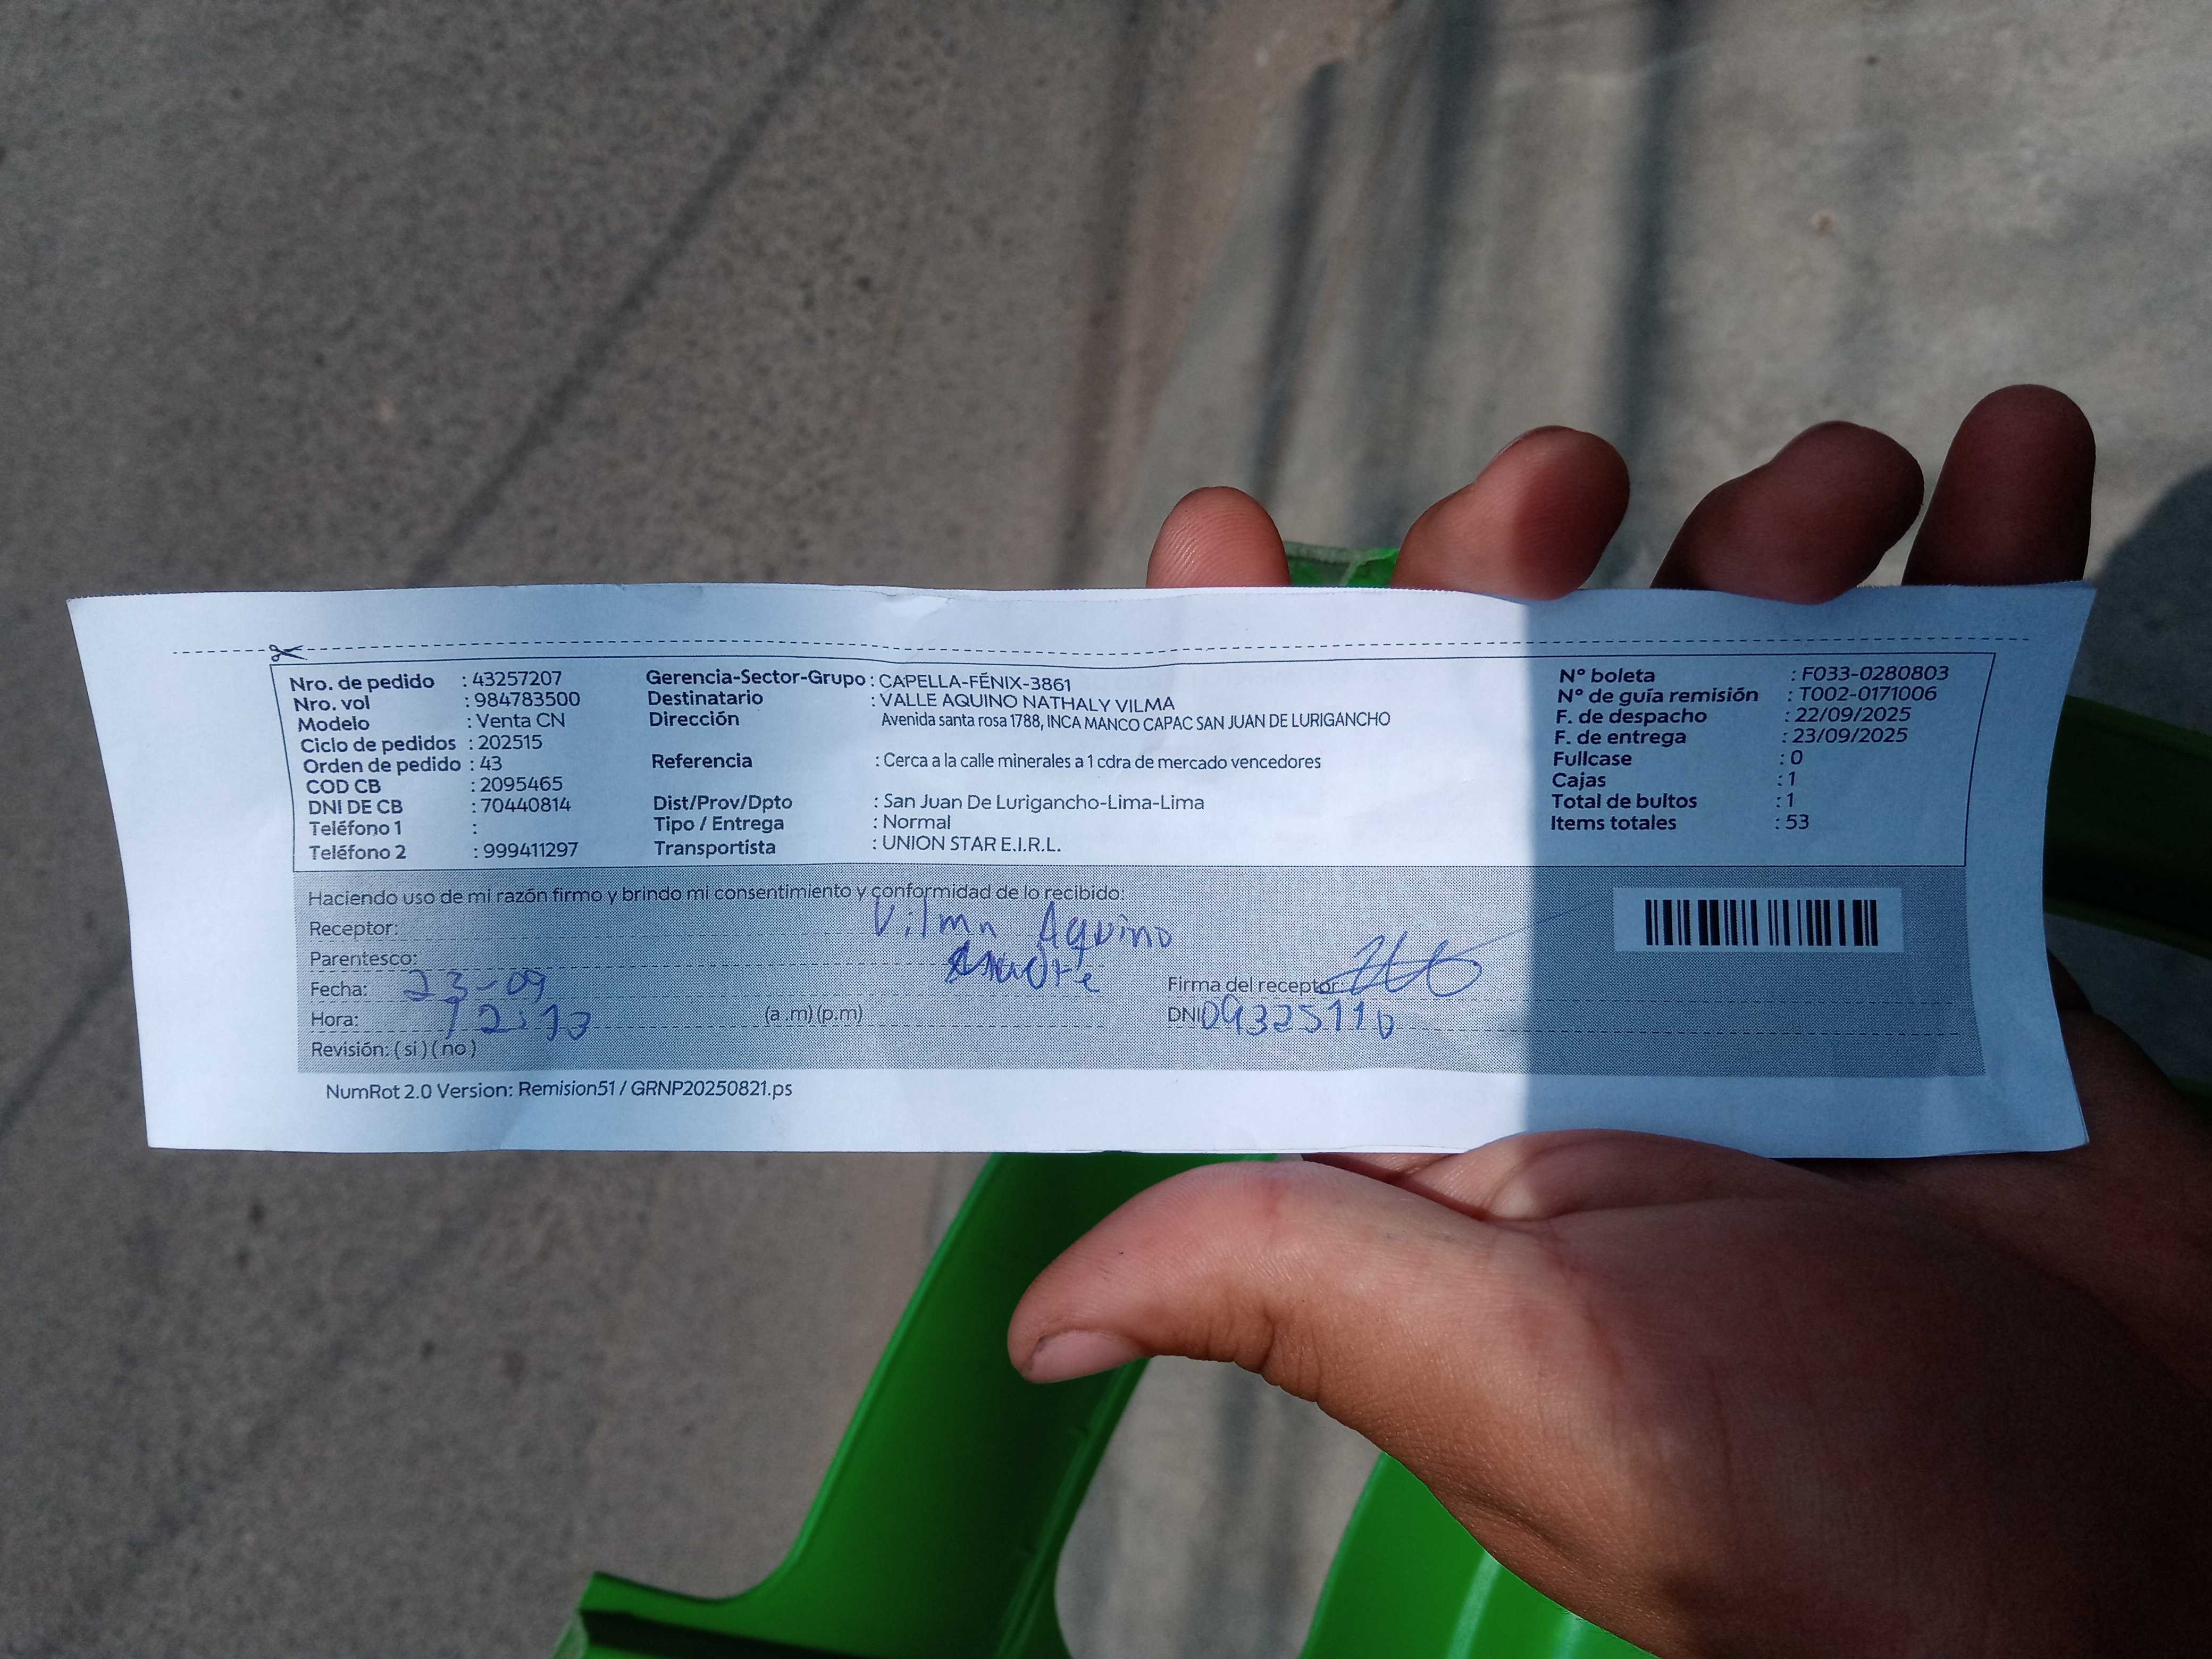 Nro. de pedido : 43257207
Nro. vol : 984783500
Modelo : Venta CN
Ciclo de pedidos : 202515
Orden de pedido : 43
COD CB : 2095465
DNI DE CB : 70440814
Teléfono 1 :
Teléfono 2 : 999411297
Gerencia-Sector-Grupo : CAPELLA-FÉNIX-3861
Destinatario : VALLE AQUINO NATHALY VILMA
Dirección Avenida santa rosa 1788, INCA MANCO CAPAC SAN JUAN DE LURIGANCHO
Referencia : Cerca a la calle minerales a 1 cdra de mercado vencedores
Dist/Prov/Dpto : San Juan De Lurigancho-Lima-Lima
Tipo / Entrega : Normal
Transportista : UNION STAR E.I.R.L.
N° boleta : F033-0280803
N° de guía remisión : T002-0171006
F. de despacho : 22/09/2025
F. de entrega : 23/09/2025
Fullcase : 0
Cajas : 1
Total de bultos : 1
Items totales : 53
Haciendo uso de mi razón firmo y brindo mi consentimiento y conformidad de lo recibido:
Receptor: Vilma Aquino
Parentesco:
Fecha: 23-09
Firma del receptor:
Hora: 12:13 (a .m) (p.m)
DNI
Revisión: ( si ) ( no )
NumRot 2.0 Version: Remision51 / GRNP20250821.ps